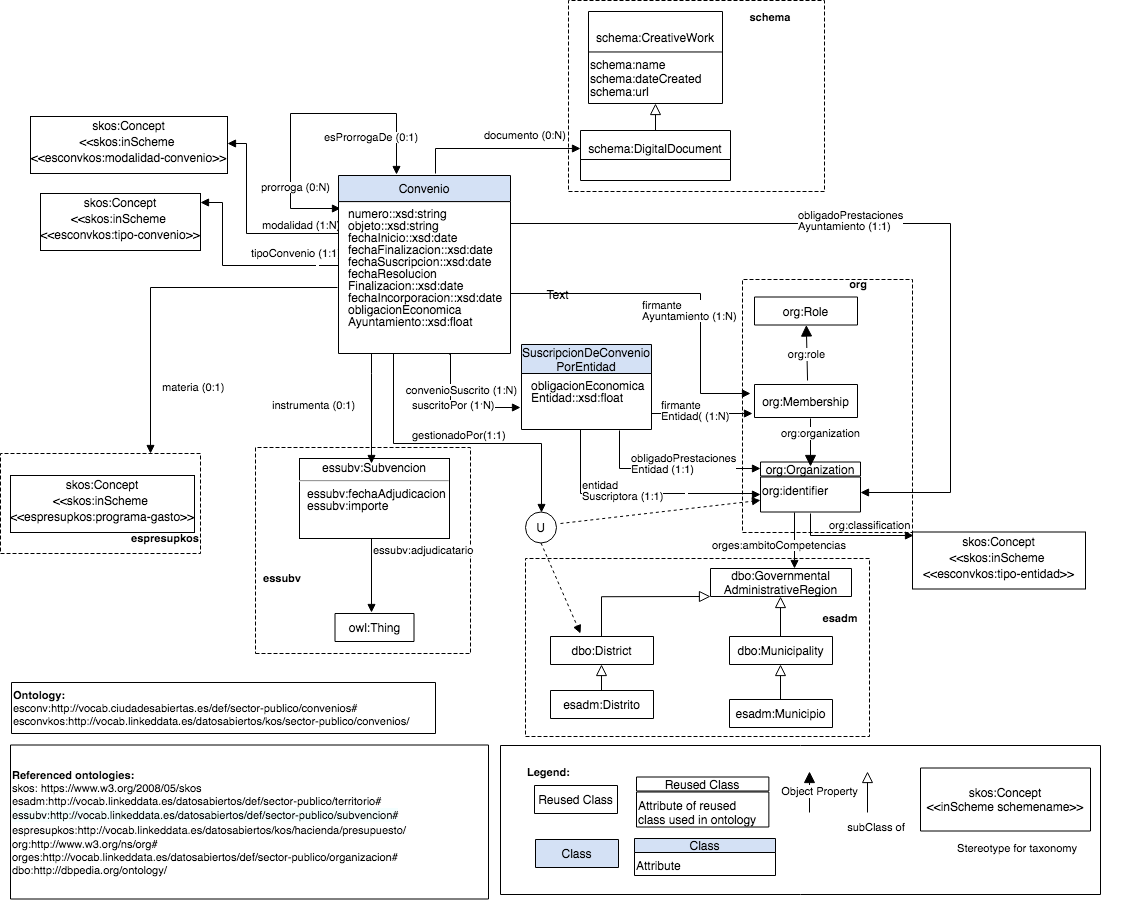 schema
schema:CreativeWork
schema:name
schema:dateCreated
schema:url
schema:DigitalDocument
documento (0:N)
esProrrogaDe (0:1)
prorroga (0:N)
skos:Concept
<<skos:inScheme
<<esconvkos:modalidad-convenio>>
modalidad (1:N)
skos:Concept
<<skos:inScheme
<<esconvkos:tipo-convenio>>
tipoConvenio (1:1
Convenio
numero::xsd:string
objeto::xsd:string
fechaInicio::xsd:date
fechaFinalizacion::xsd:date
fechaSuscripcion::xsd:date
fechaResolucion
Finalizacion::xsd:date
fechaIncorporacion::xsd:date
obligacionEconomica
Ayuntamiento::xsd:float
obligadoPrestaciones
Ayuntamiento (1:1)
Text
firmante
Ayuntamiento (1:N)
org
org:Role
org:role
org:Membership
org:organization
org:Organization
org:identifier
org:classification
SuscripcionDeConvenio
PorEntidad
obligacionEconomica
Entidad::xsd:float
convenioSuscrito (1:N)
suscritoPor (1:N)
firmante
Entidad( (1:N)
obligadoPrestaciones
Entidad (1:1)
entidad
Suscriptora (1:1)
materia (0:1)
instrumenta (0:1)
gestionadoPor(1:1)
skos:Concept
<<skos:inScheme
<<espresupkos:programa-gasto>>
espresupkos
essubv:Subvencion
essubv:fechaAdjudicacion
essubv:importe
essubv:adjudicatario
essubv
owl:Thing
U
orges:ambitoCompetencias
skos:Concept
<<skos:inScheme
<<esconvkos:tipo-entidad>>
dbo:Governmental
AdministrativeRegion
esadm
dbo:District
dbo:Municipality
esadm:Distrito
esadm:Municipio
Ontology:
esconv:http://vocab.ciudadesabiertas.es/def/sector-publico/convenios#
esconvkos:http://vocab.linkeddata.es/datosabiertos/kos/sector-publico/convenios/
Referenced ontologies:
skos: https://www.w3.org/2008/05/skos
esadm:http://vocab.linkeddata.es/datosabiertos/def/sector-publico/territorio#
essubv:http://vocab.linkeddata.es/datosabiertos/def/sector-publico/subvencion#
espresupkos:http://vocab.linkeddata.es/datosabiertos/kos/hacienda/presupuesto/
org:http://www.w3.org/ns/org#
orges:http://vocab.linkeddata.es/datosabiertos/def/sector-publico/organizacion#
dbo:http://dbpedia.org/ontology/
Legend:
Reused Class
Reused Class
Attribute of reused
class used in ontology
Class
Class
Attribute
Object Property
subClass of
skos:Concept
<<inScheme schemename>>
Stereotype for taxonomy